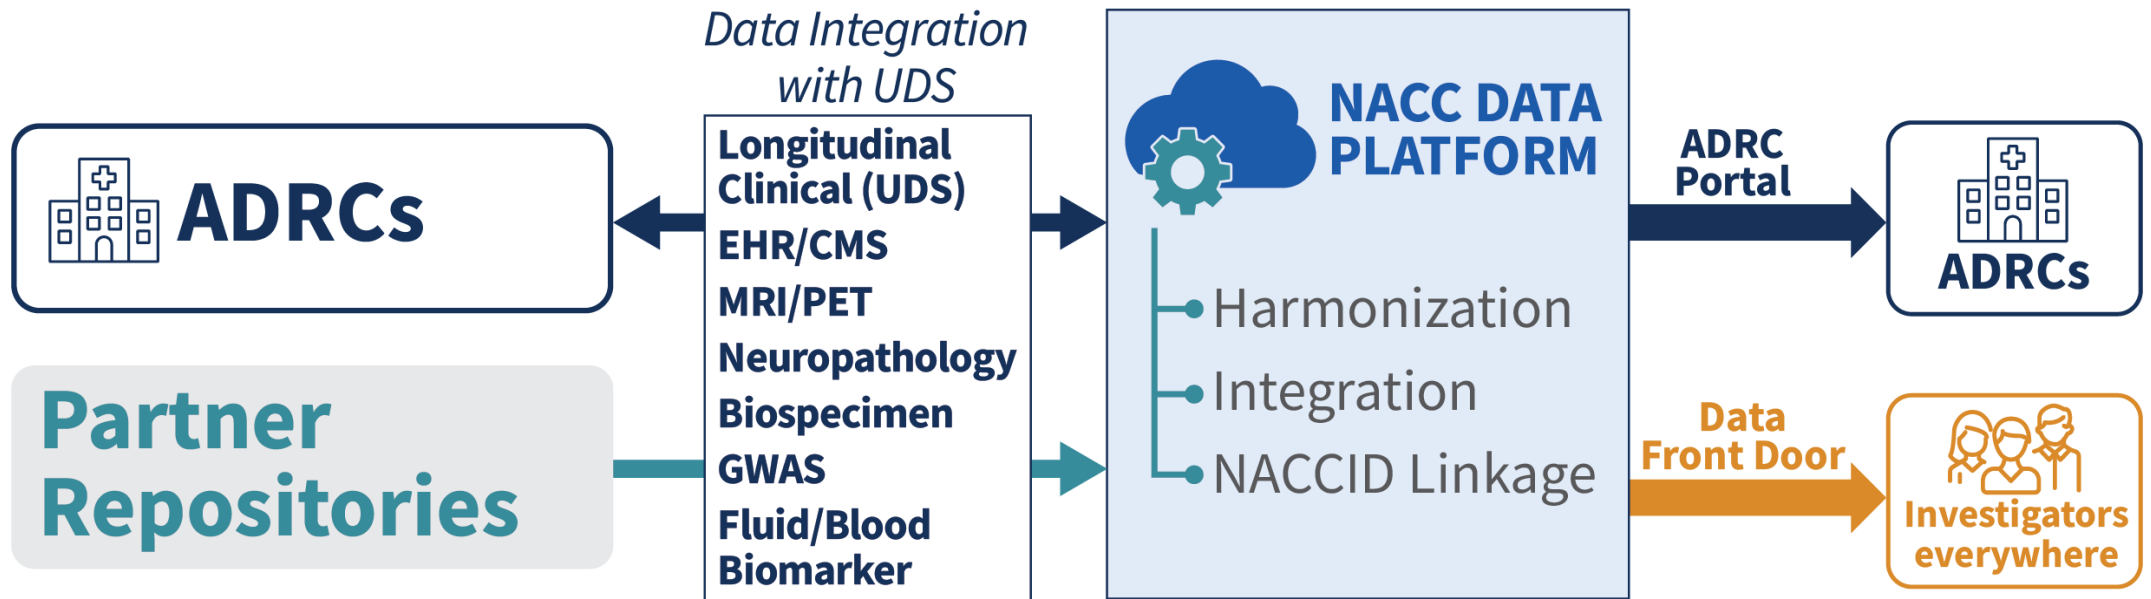 Data Integration
with UDS
ADRCs
Partner
Repositories
Longitudinal
Clinical (UDS)
EHR/CMS
MRI/PET
Neuropathology
Biospecimen
GWAS
Fluid/Blood
Biomarker
NACC DATA
PLATFORM
Harmonization
Integration
NACCID Linkage
ADRC
Portal
ADRCs
Data
Front Door
Investigators
everywhere